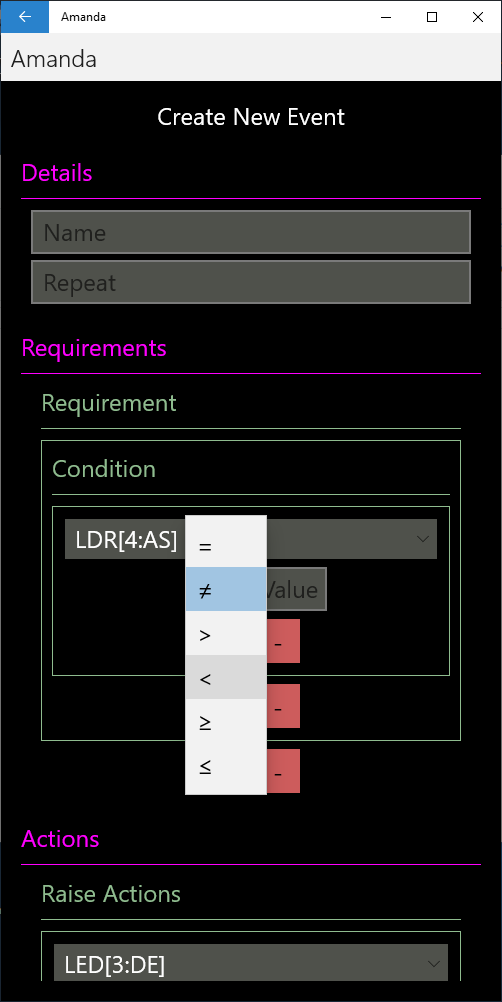 Amanda
Amanda
Create New Event
Details
Name
Repeat
Requirements
Requirement
Condition
LDR[4:AS]
=
≠
Value
>
-
<
-
≥
≤
-
Actions
Raise Actions
LED[3:DE]